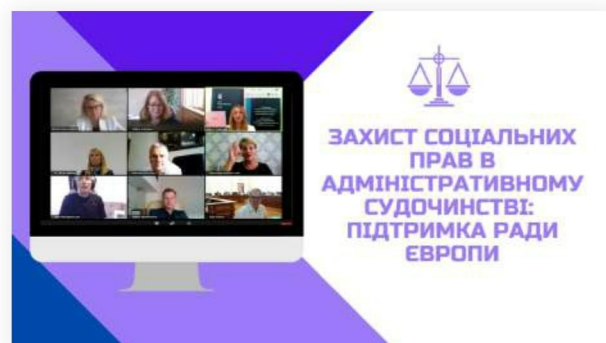 ЗАХИСТ СОЦІАЛЬНИХ
ПРАВ В
АДМІНІСТРАТИВНОМУ
СУДОЧИНСТВІ:
ПІДТРИМКА РАДИ
ЄВРОПИ